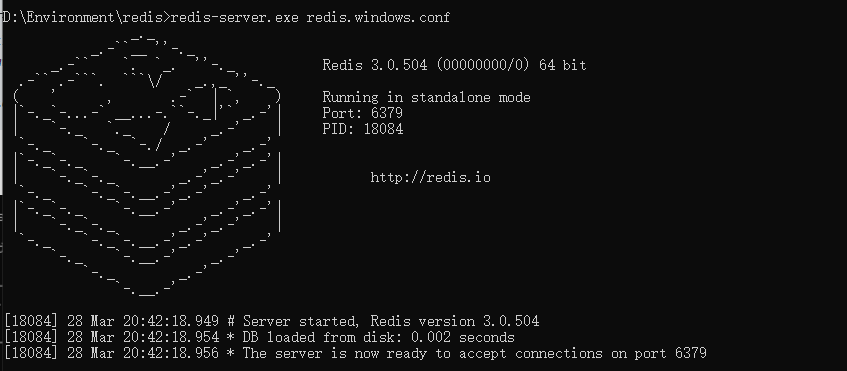 D:\Environment\redis>redis-server.exe redis.windows.conf
Redis 3.0.504 (00000000/0) 64 bit
Running in standalone mode
Port: 6379
PID: 18084
http://redis.io
[18084] 28 Mar 20:42:18.949 # Server started, Redis version 3.0.504
[18084] 28 Mar 20:42:18.954 * DB loaded from disk: 0.002 seconds
[18084] 28 Mar 20:42:18.956 * The server is now ready to accept connections on port 6379